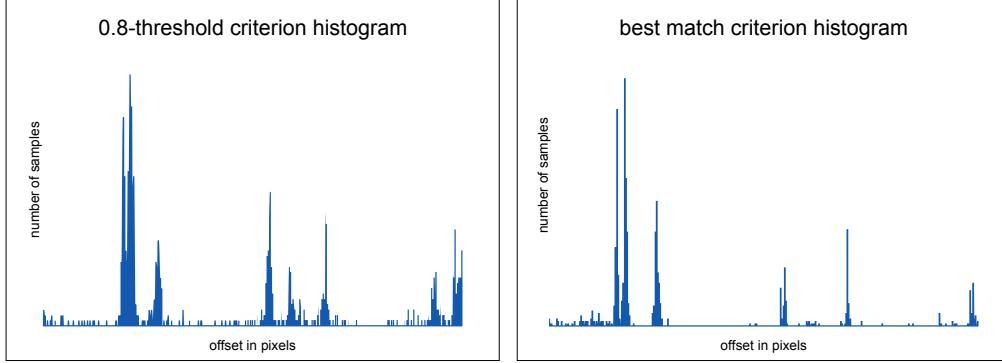 0.8-threshold criterion histogram
number of samples
offset in pixels
best match criterion histogram
number of samples
offset in pixels